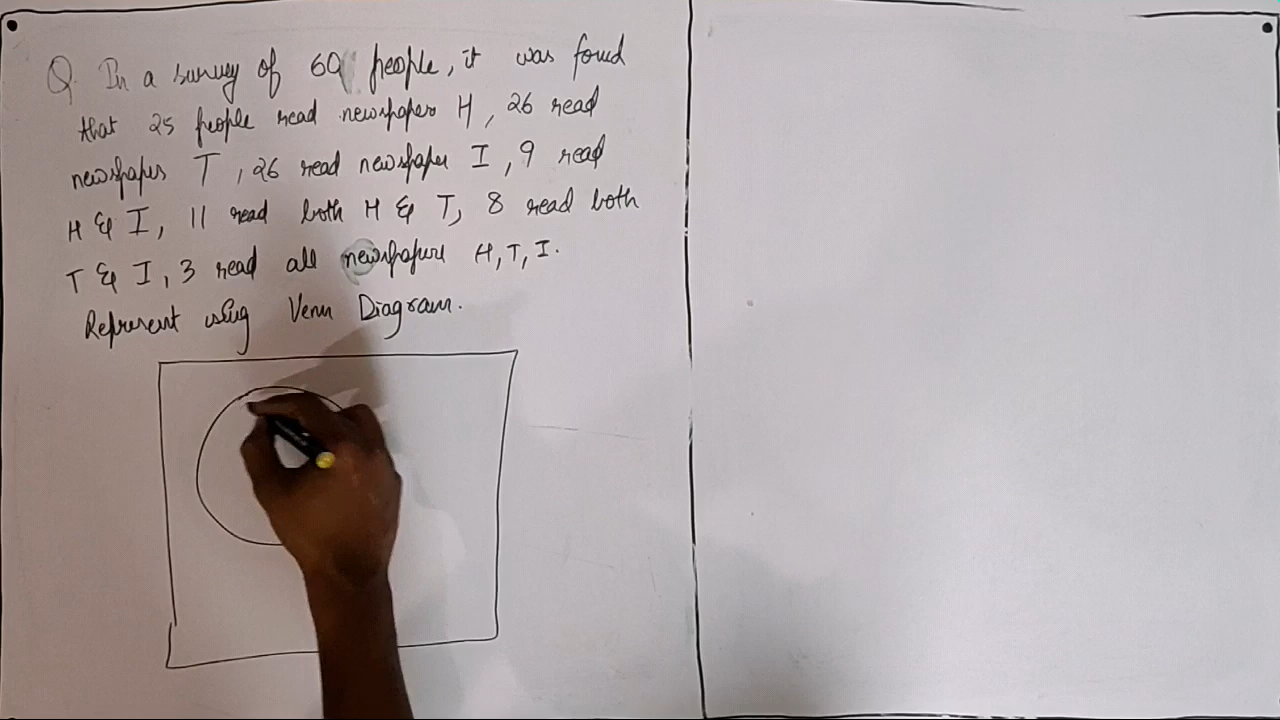 Q. In a survey of 60 people, it was found
that 25 people read newspaper H, 26 read
newspaper T, 26 read newspaper I, 9 read
H & I, 11 read both H & T, 8 read both
T & I, 3 read all newspapers H, T, I.
Represent using Venn Diagram.